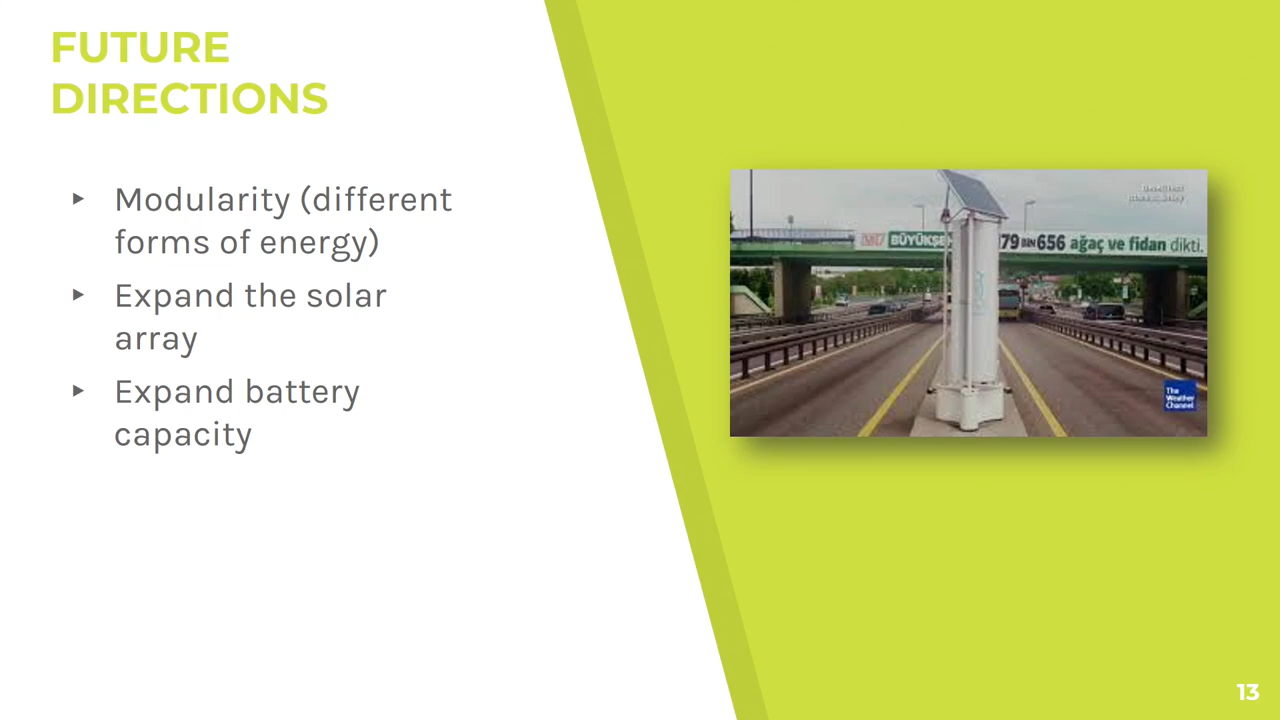 FUTURE
DIRECTIONS
▸ Modularity (different
forms of energy)
▸ Expand the solar
array
▸ Expand battery
capacity
BÜYÜKŞE
79 BİN 656 ağaç ve fidan dikti.
The
Weather
Channel
13